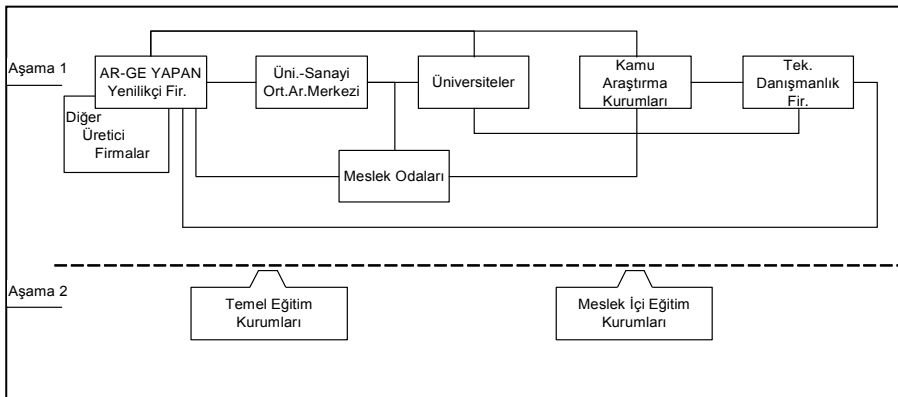 Aşama 1
AR-GE YAPAN
Yenilikçi Fir.
Üni.-Sanayi
Ort.Ar.Merkezi
Üniversiteler
Kamu
Araştırma
Kurumları
Tek.
Danışmanlık
Fir.
Diğer
Üretici
Firmalar
Meslek Odaları
Aşama 2
Temel Eğitim
Kurumları
Meslek İçi Eğitim
Kurumları